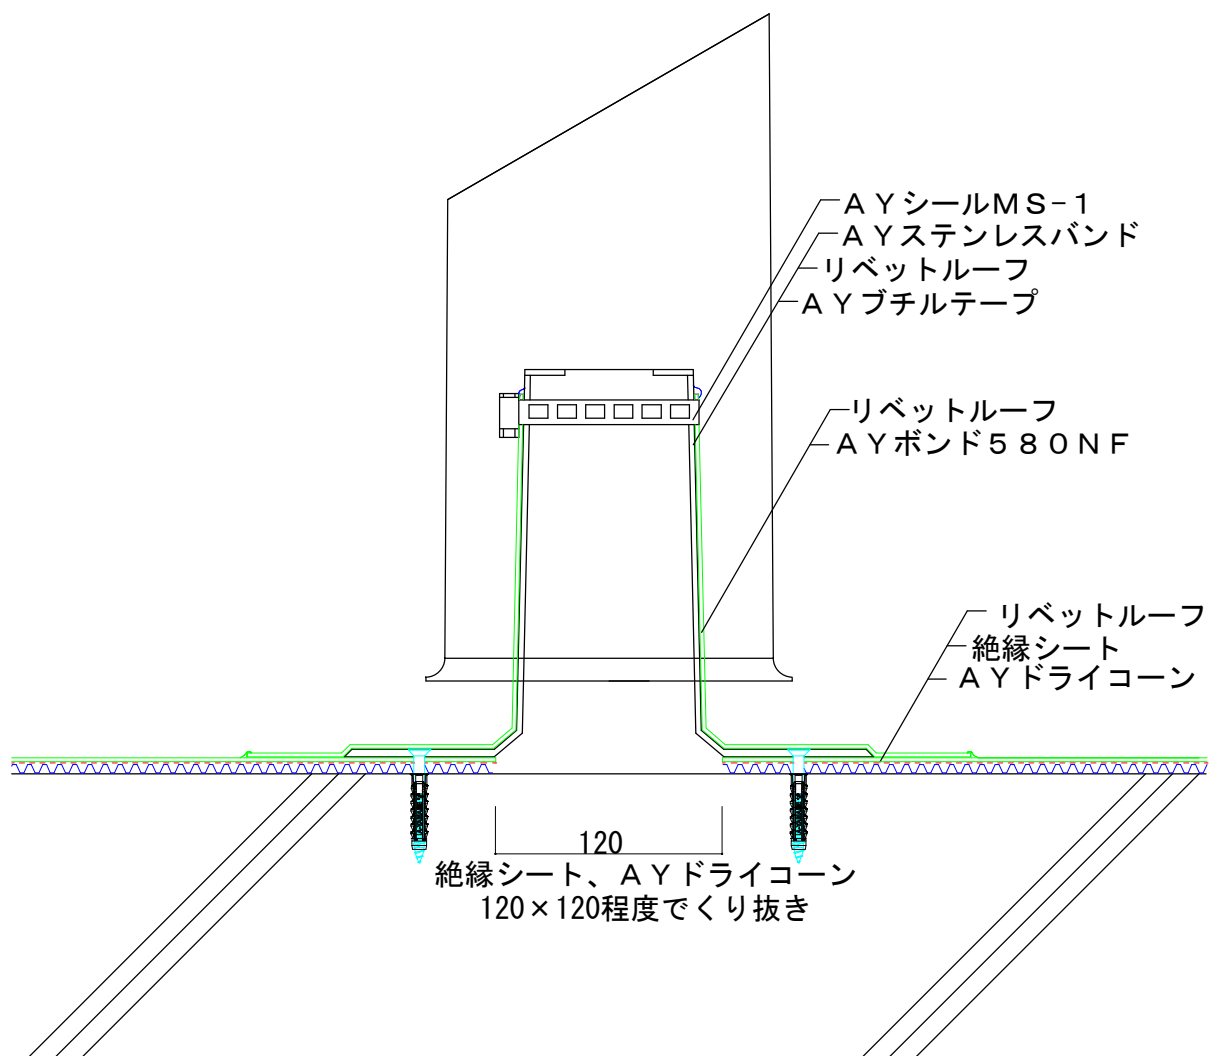 ＡＹシールＭＳ−１
ＡＹステンレスバンド
リベットルーフ
ＡＹブチルテープ
リベットルーフ
ＡＹボンド５８０ＮＦ
リベットルーフ
絶縁シート
ＡＹドライコーン
120
絶縁シート、ＡＹドライコーン
120×120程度でくり抜き